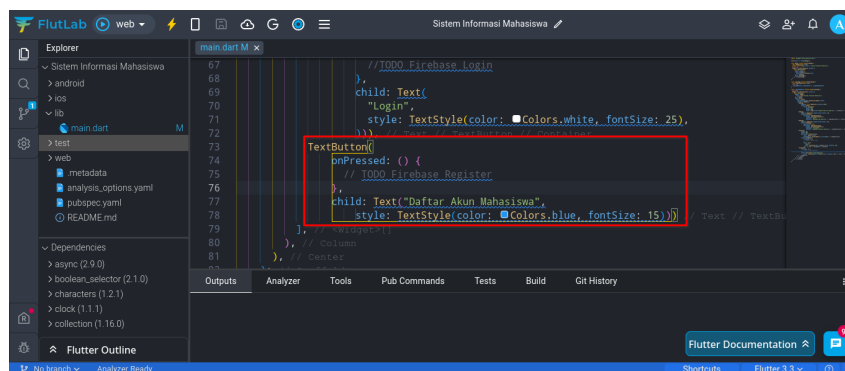 FlutLab web G Sistem Informasi Mahasiswa A
Explorer main.dart M ×
Sistem Informasi Mahasiswa
android
ios
lib
main.dart M
test
web
.metadata
analysis_options.yaml
pubspec.yaml
README.md
Dependencies
async (2.9.0)
boolean_selector (2.1.0)
characters (1.2.1)
clock (1.1.1)
collection (1.16.0)
Flutter Outline
67 //TODO Firebase Login
68 },
69 child: Text(
70 "Login",
71 style: TextStyle(color: Colors.white, fontSize: 25),
72 ))), // Text // TextButton // Container
73 TextButton(
74 onPressed: () {
75 // TODO Firebase Register
76 },
77 child: Text("Daftar Akun Mahasiswa",
78 style: TextStyle(color: Colors.blue, fontSize: 15))) // Text // TextBu
79 ], // <Widget>[]
80 ), // Column
81 ), // Center
Outputs Analyzer Tools Pub Commands Tests Build Git History
Flutter Documentation
No branch Analyzer Ready Shortcuts Flutter 3.3